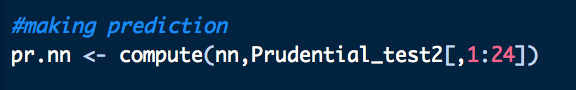 #making prediction
pr.nn <- compute(nn,Prudential_test2[,1:24])